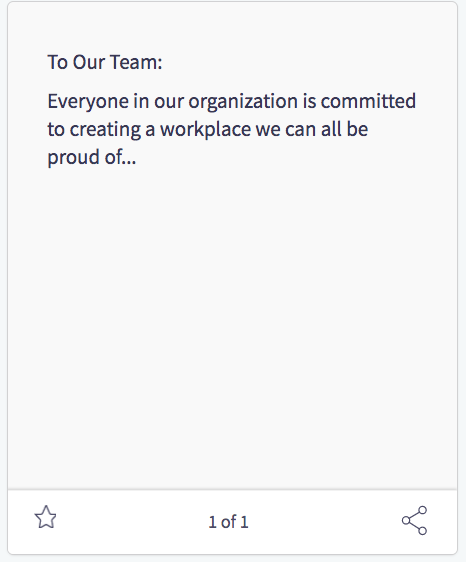 To Our Team:
Everyone in our organization is committed
to creating a workplace we can all be
proud of...
1 of 1